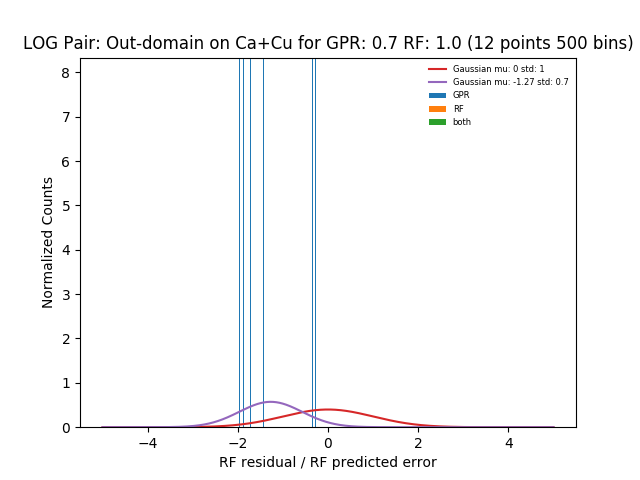 LOG Pair: Out-domain on Ca+Cu for GPR: 0.7 RF: 1.0 (12 points 500 bins)
Gaussian mu: 0 std: 1
Gaussian mu: -1.27 std: 0.7
GPR
RF
both
8
7
6
5
4
3
2
1
0
Normalized Counts
−4
−2
0
2
4
RF residual / RF predicted error